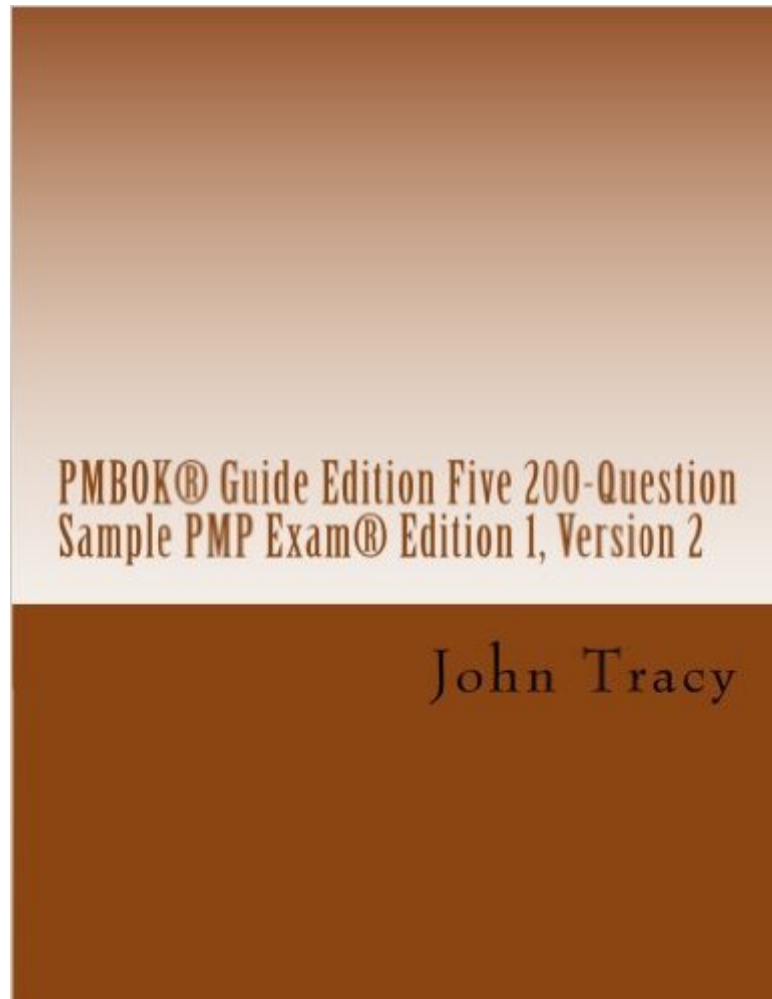 PMBOK® Guide Edition Five 200-Question
Sample PMP Exam® Edition 1, Version 2
John Tracy